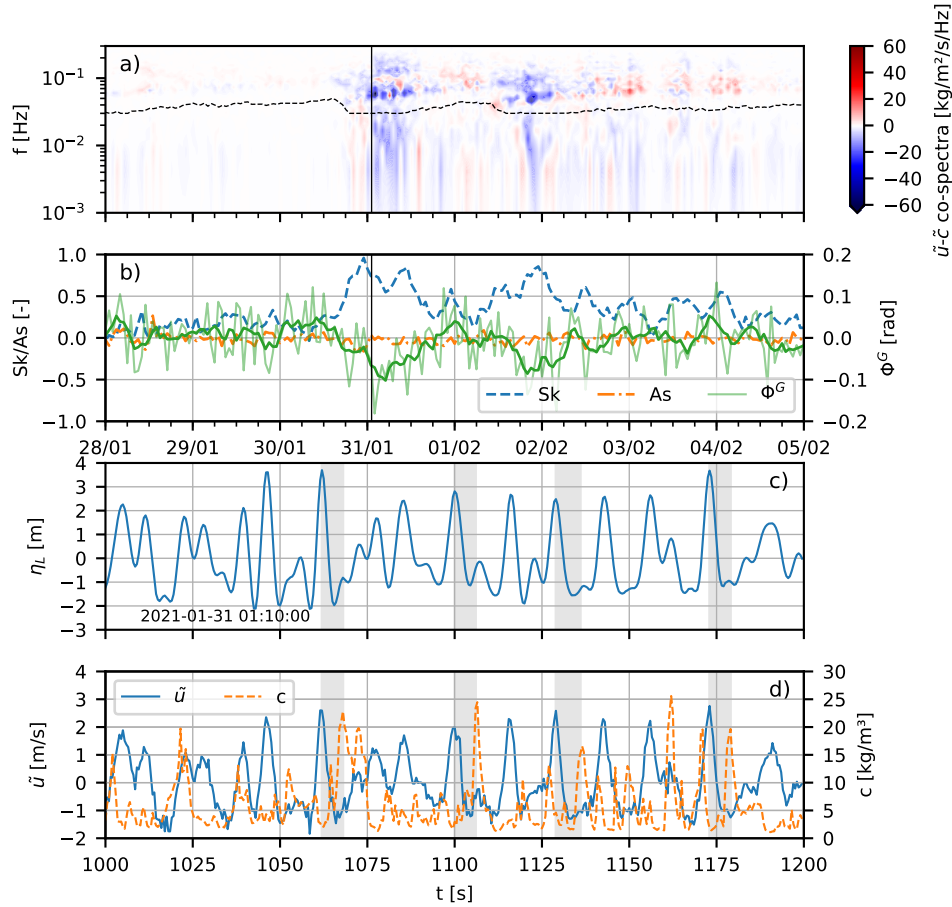 a)
f [Hz]
10⁻¹
10⁻²
10⁻³
60
40
20
0
−20
−40
−60
ũ-c̃ co-spectra [kg/m²/s/Hz]
b)
Sk/As [-]
1.0
0.5
0.0
−0.5
−1.0
0.2
0.1
0.0
−0.1
−0.2
Φᴳ [rad]
Sk As Φᴳ
28/01 29/01 30/01 31/01 01/02 02/02 03/02 04/02 05/02
c)
η_L [m]
4
3
2
1
0
−1
−2
−3
2021-01-31 01:10:00
d)
ũ c
ũ [m/s]
4
3
2
1
0
−1
−2
30
25
20
15
10
5
0
c [kg/m³]
1000 1025 1050 1075 1100 1125 1150 1175 1200
t [s]